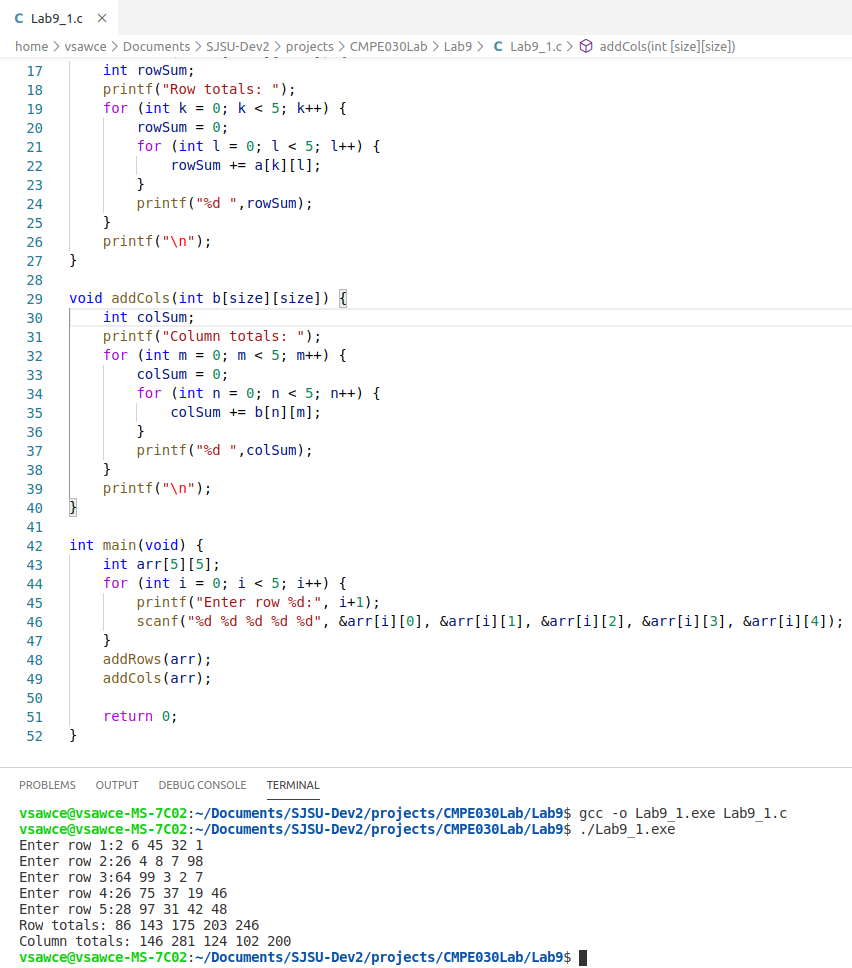 C Lab9_1.c ×
home > vsawce > Documents > SJSU-Dev2 > projects > CMPE030Lab > Lab9 > C Lab9_1.c > addCols(int [size][size])
17     int rowSum;
18     printf("Row totals: ");
19     for (int k = 0; k < 5; k++) {
20         rowSum = 0;
21         for (int l = 0; l < 5; l++) {
22             rowSum += a[k][l];
23         }
24         printf("%d ",rowSum);
25     }
26     printf("\n");
27 }
28
29 void addCols(int b[size][size]) {
30     int colSum;
31     printf("Column totals: ");
32     for (int m = 0; m < 5; m++) {
33         colSum = 0;
34         for (int n = 0; n < 5; n++) {
35             colSum += b[n][m];
36         }
37         printf("%d ",colSum);
38     }
39     printf("\n");
40 }
41
42 int main(void) {
43     int arr[5][5];
44     for (int i = 0; i < 5; i++) {
45         printf("Enter row %d:", i+1);
46         scanf("%d %d %d %d %d", &arr[i][0], &arr[i][1], &arr[i][2], &arr[i][3], &arr[i][4]);
47     }
48     addRows(arr);
49     addCols(arr);
50
51     return 0;
52 }
PROBLEMS OUTPUT DEBUG CONSOLE TERMINAL
vsawce@vsawce-MS-7C02:~/Documents/SJSU-Dev2/projects/CMPE030Lab/Lab9$ gcc -o Lab9_1.exe Lab9_1.c
vsawce@vsawce-MS-7C02:~/Documents/SJSU-Dev2/projects/CMPE030Lab/Lab9$ ./Lab9_1.exe
Enter row 1:2 6 45 32 1
Enter row 2:26 4 8 7 98
Enter row 3:64 99 3 2 7
Enter row 4:26 75 37 19 46
Enter row 5:28 97 31 42 48
Row totals: 86 143 175 203 246
Column totals: 146 281 124 102 200
vsawce@vsawce-MS-7C02:~/Documents/SJSU-Dev2/projects/CMPE030Lab/Lab9$